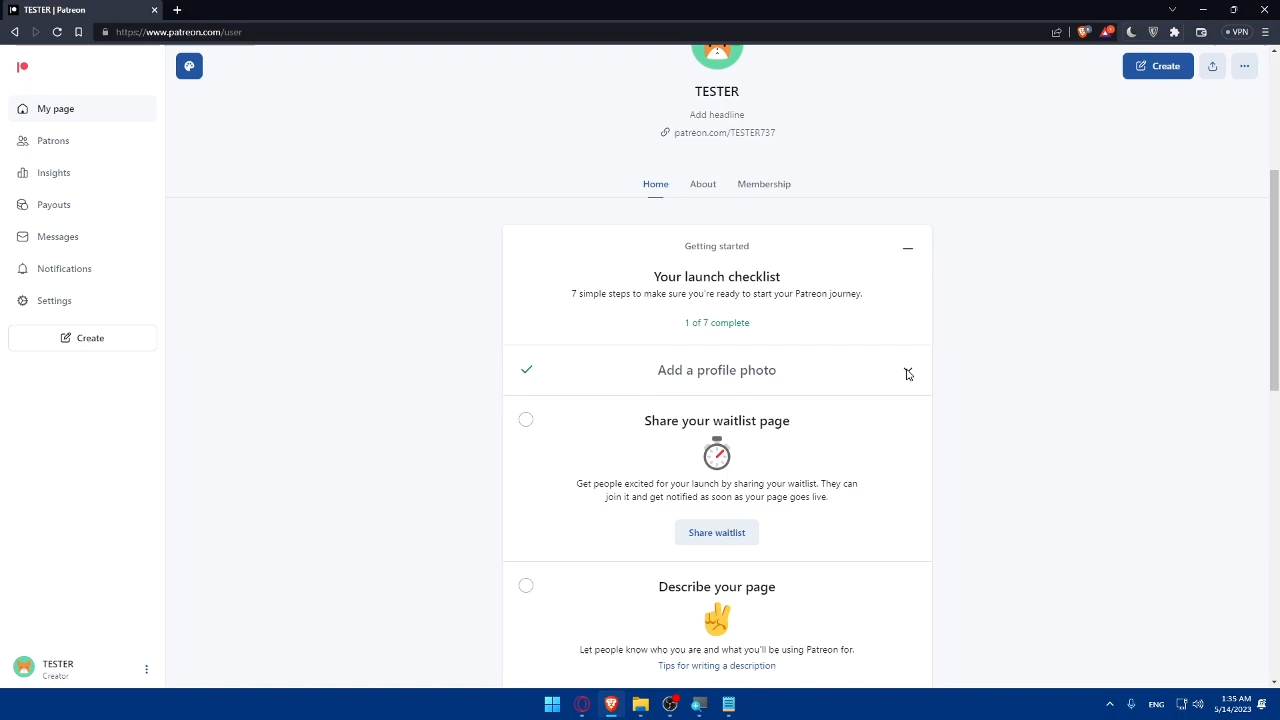 TESTER | Patreon
https://www.patreon.com/user
VPN
My page
Patrons
Insights
Payouts
Messages
Notifications
Settings
Create
TESTER
Creator
Create
TESTER
Add headline
patreon.com/TESTER737
Home
About
Membership
Getting started
Your launch checklist
7 simple steps to make sure you're ready to start your Patreon journey.
1 of 7 complete
Add a profile photo
Share your waitlist page
Get people excited for your launch by sharing your waitlist. They can
join it and get notified as soon as your page goes live.
Share waitlist
Describe your page
Let people know who you are and what you'll be using Patreon for.
Tips for writing a description
ENG
1:35 AM
5/14/2023